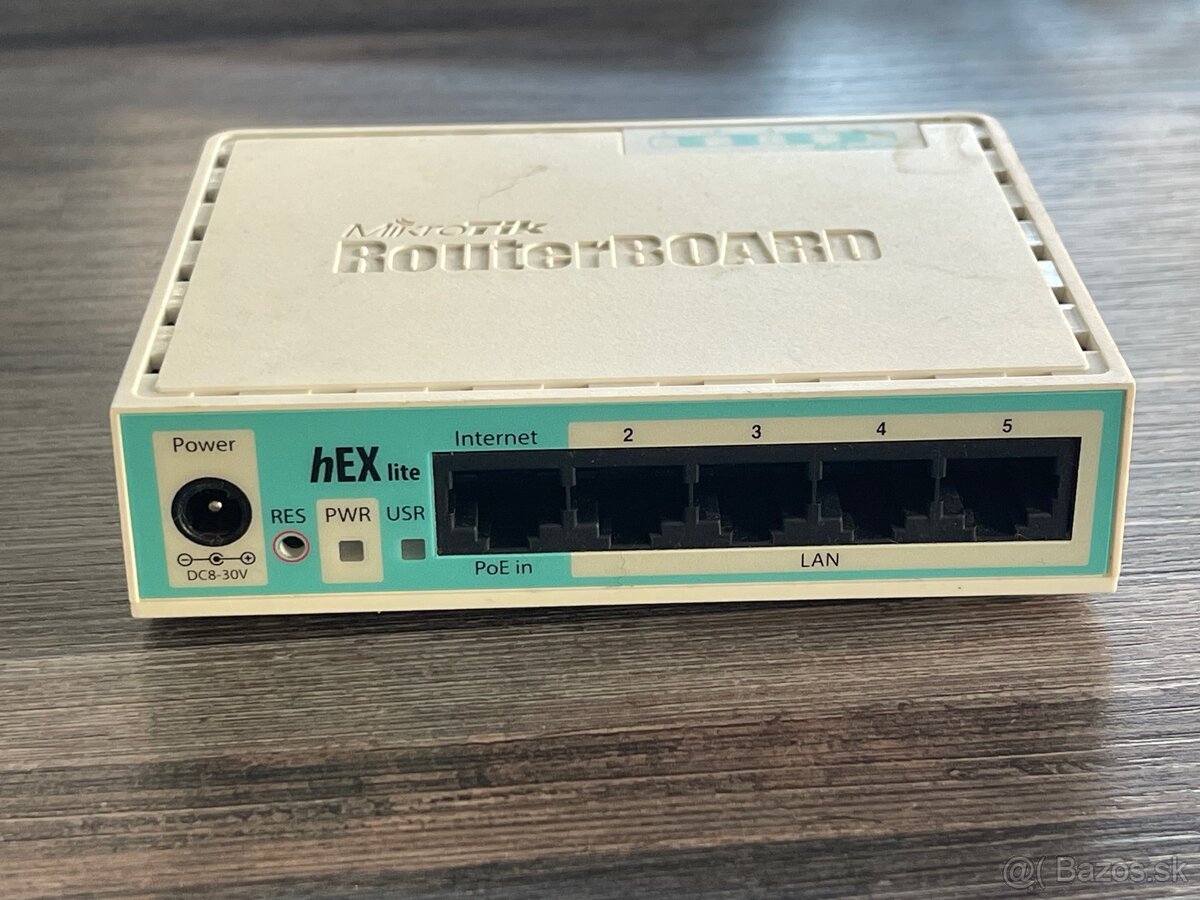 MikroTik
RouterBOARD
Power
hEX lite
Internet
2
3
4
5
RES
PWR
USR
DC8-30V
PoE in
LAN
@( Bazos.sk